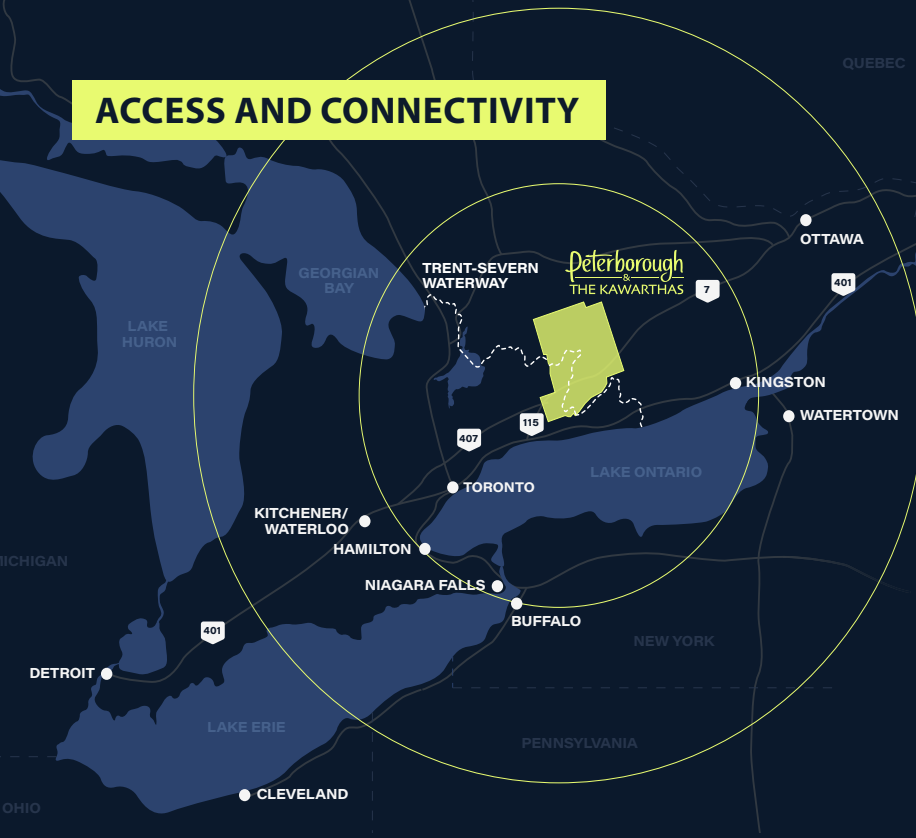 QUEBEC
ACCESS AND CONNECTIVITY
OTTAWA
Peterborough
&
THE KAWARTHAS
TRENT-SEVERN
WATERWAY
GEORGIAN
BAY
7
401
LAKE
HURON
KINGSTON
WATERTOWN
115
407
LAKE ONTARIO
TORONTO
KITCHENER/
WATERLOO
HAMILTON
MICHIGAN
NIAGARA FALLS
BUFFALO
401
NEW YORK
DETROIT
LAKE ERIE
PENNSYLVANIA
CLEVELAND
OHIO